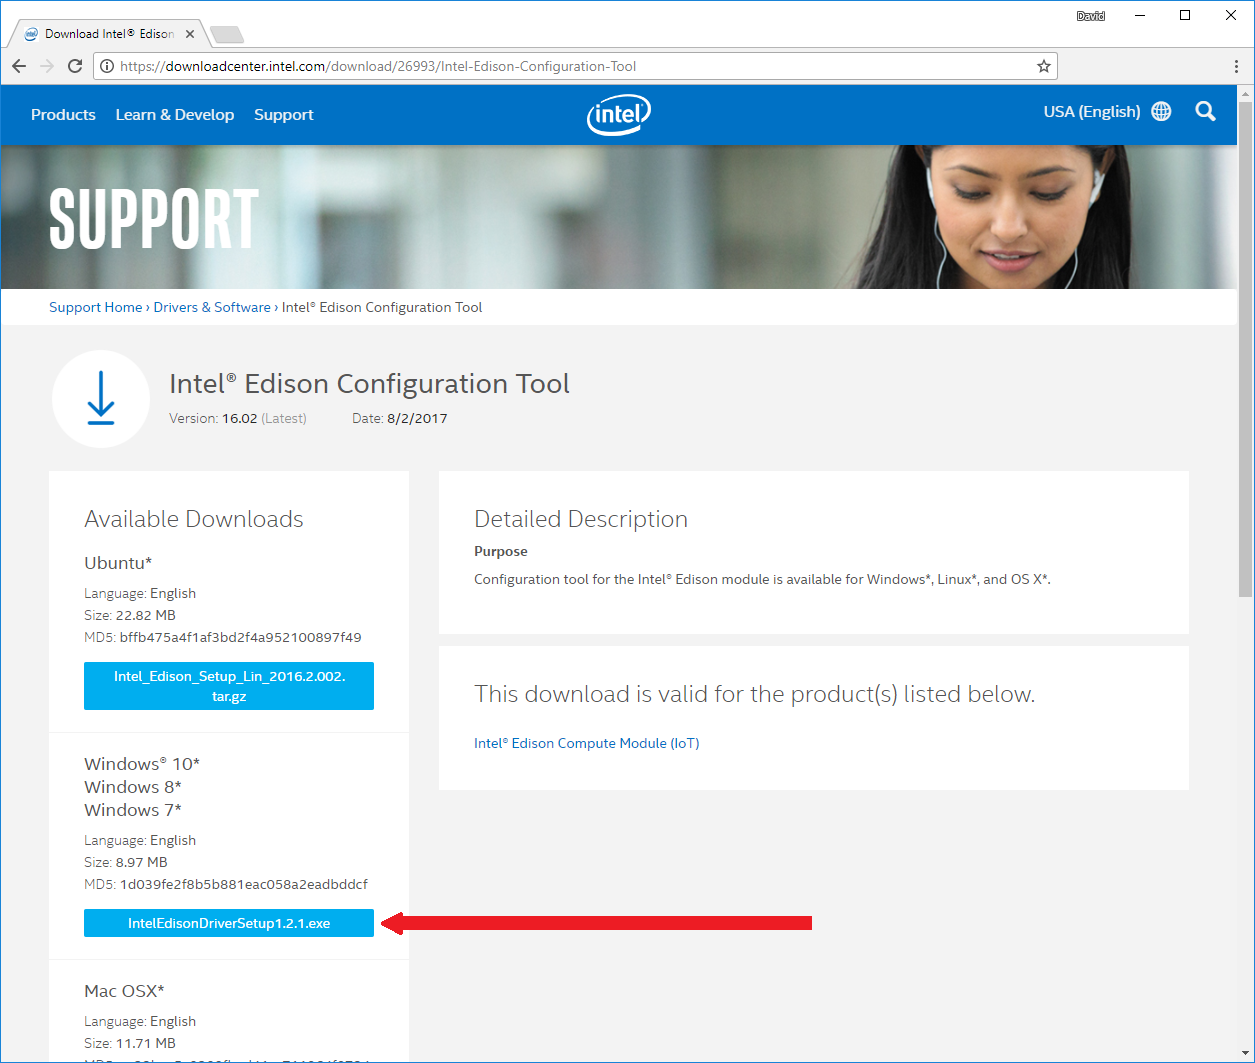 David
Download Intel® Edison
https://downloadcenter.intel.com/download/26993/Intel-Edison-Configuration-Tool
Products Learn & Develop Support
intel
USA (English)
SUPPORT
Support Home › Drivers & Software › Intel® Edison Configuration Tool
Intel® Edison Configuration Tool
Version: 16.02 (Latest) Date: 8/2/2017
Available Downloads
Ubuntu*
Language: English
Size: 22.82 MB
MD5: bffb475a4f1af3bd2f4a952100897f49
Intel_Edison_Setup_Lin_2016.2.002.
tar.gz
Windows® 10*
Windows 8*
Windows 7*
Language: English
Size: 8.97 MB
MD5: 1d039fe2f8b5b881eac058a2eadbddcf
IntelEdisonDriverSetup1.2.1.exe
Mac OSX*
Language: English
Size: 11.71 MB
Detailed Description
Purpose
Configuration tool for the Intel® Edison module is available for Windows*, Linux*, and OS X*.
This download is valid for the product(s) listed below.
Intel® Edison Compute Module (IoT)